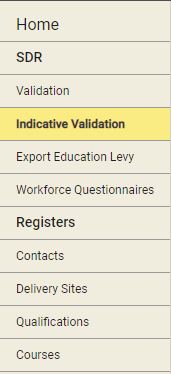 Home
SDR
Validation
Indicative Validation
Export Education Levy
Workforce Questionnaires
Registers
Contacts
Delivery Sites
Qualifications
Courses